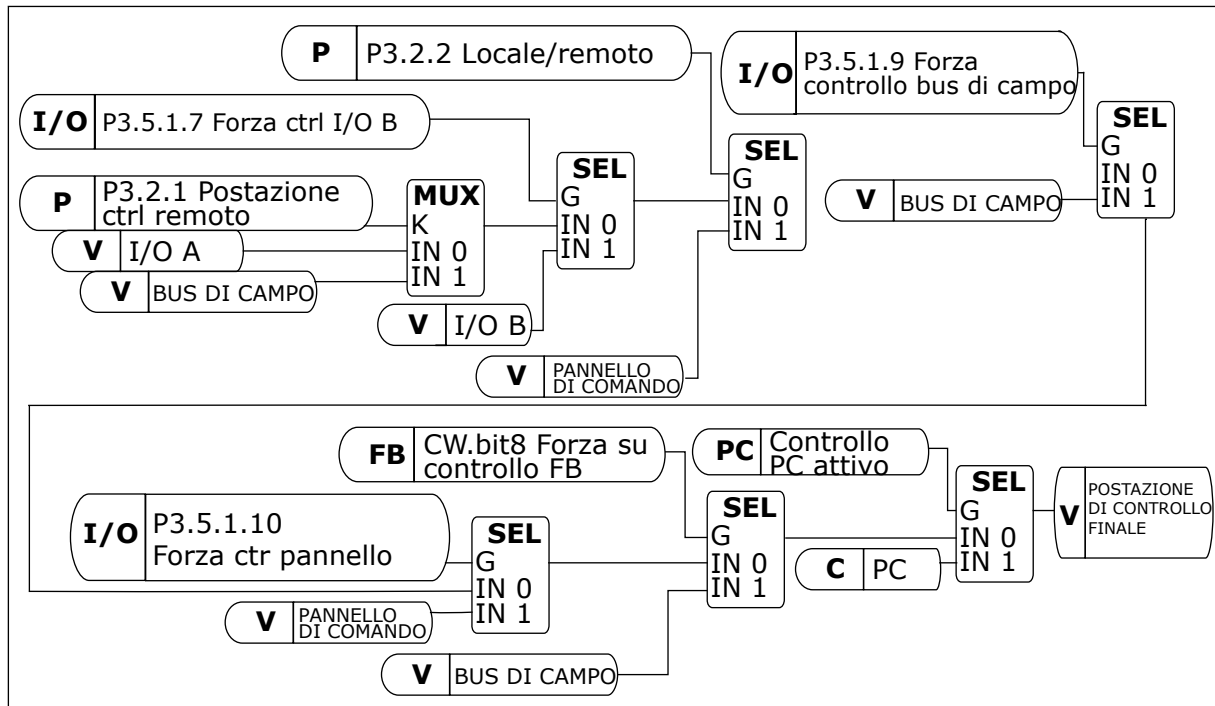 P P3.2.2 Locale/remoto
I/O P3.5.1.9 Forza
controllo bus di campo
I/O P3.5.1.7 Forza ctrl I/O B
SEL
G
IN 0
IN 1
V BUS DI CAMPO
SEL
G
IN 0
IN 1
SEL
G
IN 0
IN 1
P P3.2.1 Postazione
ctrl remoto
MUX
K
IN 0
IN 1
V I/O A
V BUS DI CAMPO
V I/O B
V PANNELLO
DI COMANDO
FB CW.bit8 Forza su
controllo FB
PC Controllo
PC attivo
SEL
G
IN 0
IN 1
V POSTAZIONE
DI CONTROLLO
FINALE
I/O P3.5.1.10
Forza ctr pannello
SEL
G
IN 0
IN 1
SEL
G
IN 0
IN 1
C PC
V PANNELLO
DI COMANDO
V BUS DI CAMPO